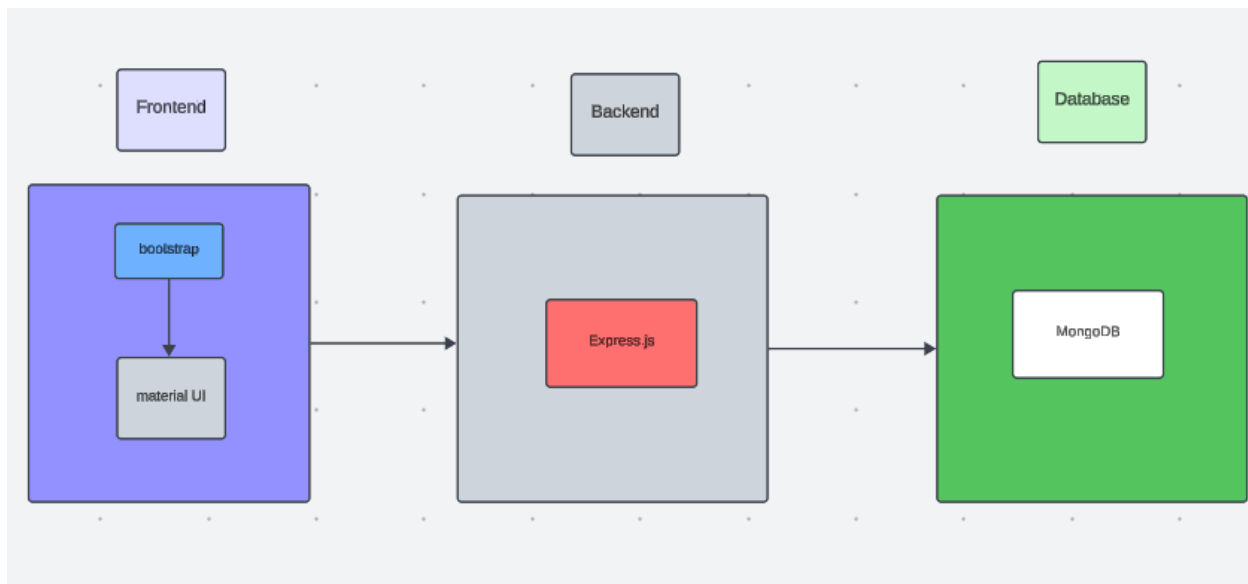 Frontend
Backend
Database
bootstrap
material UI
Express.js
MongoDB